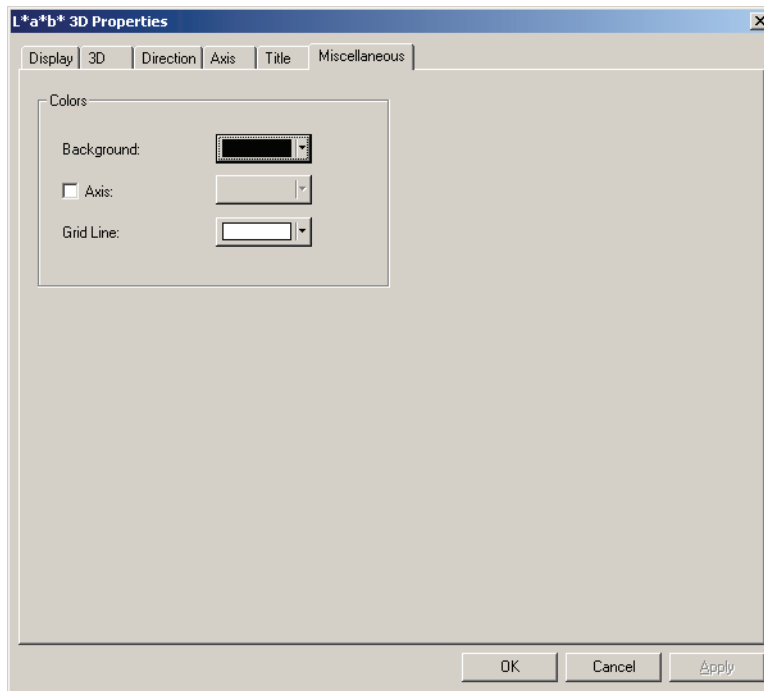 L*a*b* 3D Properties
Display 3D Direction Axis Title Miscellaneous
Colors
Background:
Axis:
Grid Line:
OK Cancel Apply